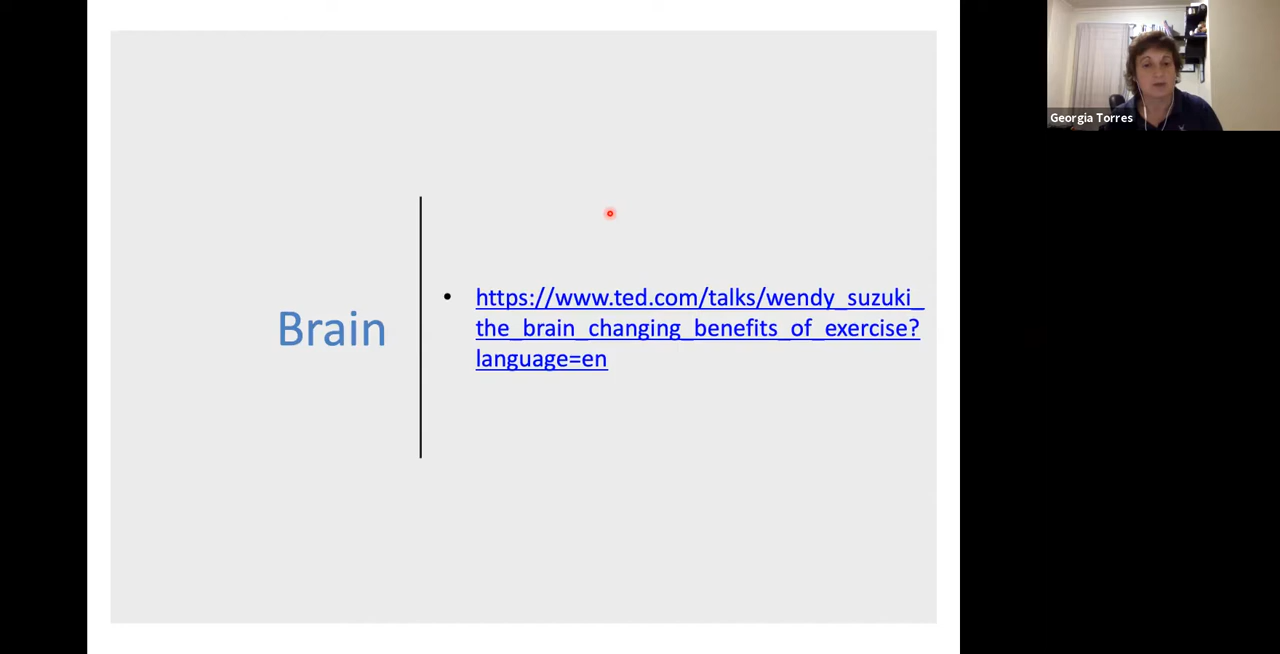 Brain
• https://www.ted.com/talks/wendy_suzuki_
the_brain_changing_benefits_of_exercise?
language=en
Georgia Torres